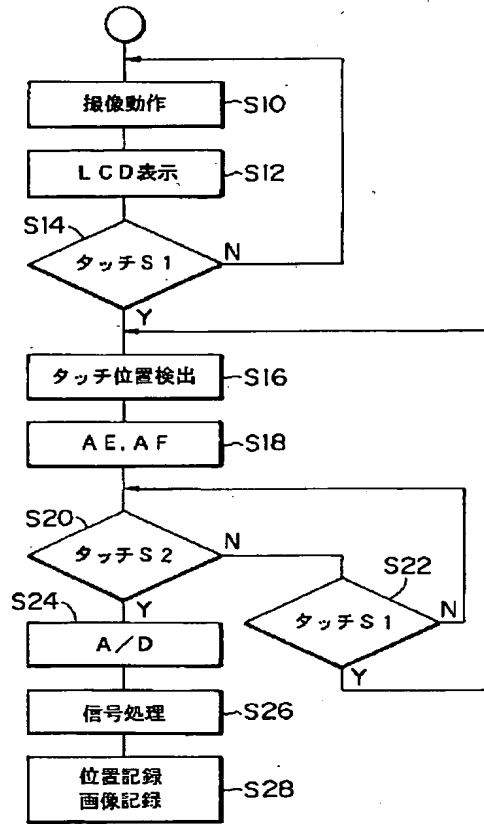 撮像動作
S10
LCD表示
S12
S14
タッチS1
N
Y
タッチ位置検出
S16
AE.AF
S18
S20
タッチS2
N
S22
タッチS1
N
Y
Y
S24
A/D
信号処理
S26
位置記録
画像記録
S28